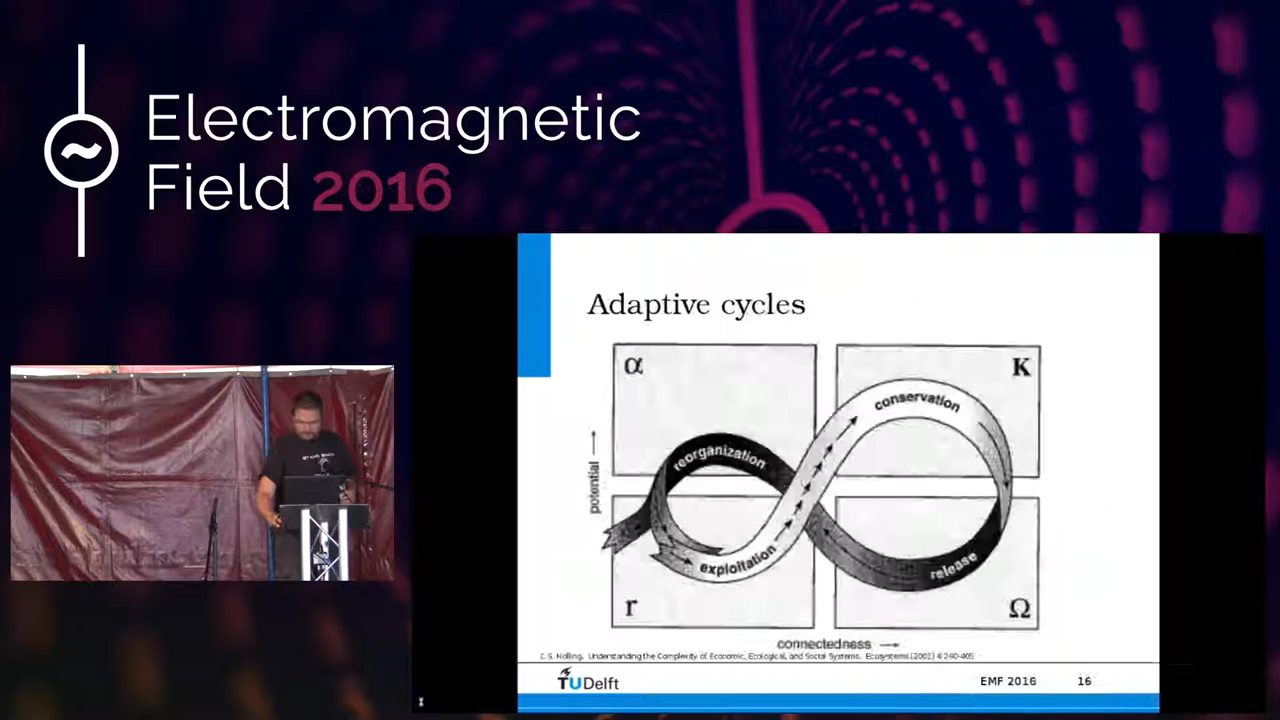 Electromagnetic
Field 2016
Adaptive cycles
α
K
conservation
reorganization
potential
exploitation
release
r
Ω
connectedness
C. S. Holling. Understanding the Complexity of Economic, Ecological, and Social Systems. Ecosystems (2001) 4:390-405
TUDelft
EMF 2016
16